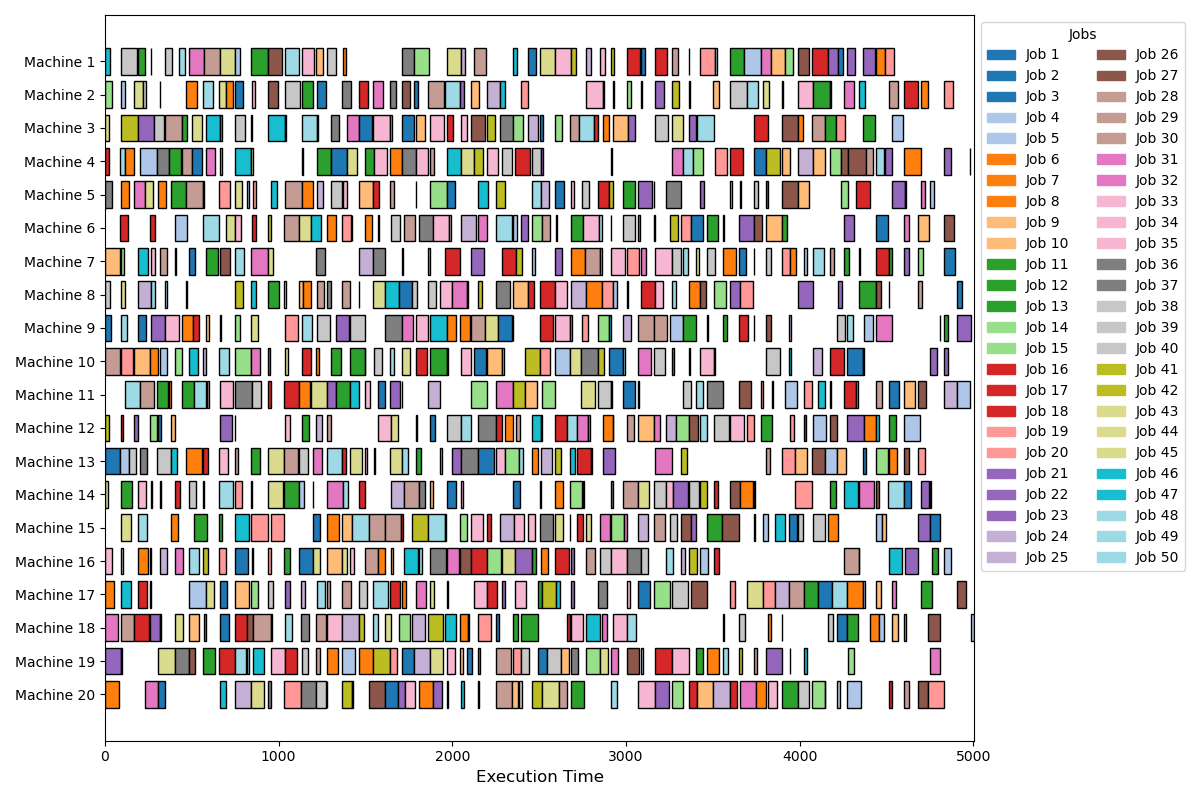 Machine 1
Machine 2
Machine 3
Machine 4
Machine 5
Machine 6
Machine 7
Machine 8
Machine 9
Machine 10
Machine 11
Machine 12
Machine 13
Machine 14
Machine 15
Machine 16
Machine 17
Machine 18
Machine 19
Machine 20
0 1000 2000 3000 4000 5000
Execution Time
Jobs
Job 1 Job 26
Job 2 Job 27
Job 3 Job 28
Job 4 Job 29
Job 5 Job 30
Job 6 Job 31
Job 7 Job 32
Job 8 Job 33
Job 9 Job 34
Job 10 Job 35
Job 11 Job 36
Job 12 Job 37
Job 13 Job 38
Job 14 Job 39
Job 15 Job 40
Job 16 Job 41
Job 17 Job 42
Job 18 Job 43
Job 19 Job 44
Job 20 Job 45
Job 21 Job 46
Job 22 Job 47
Job 23 Job 48
Job 24 Job 49
Job 25 Job 50